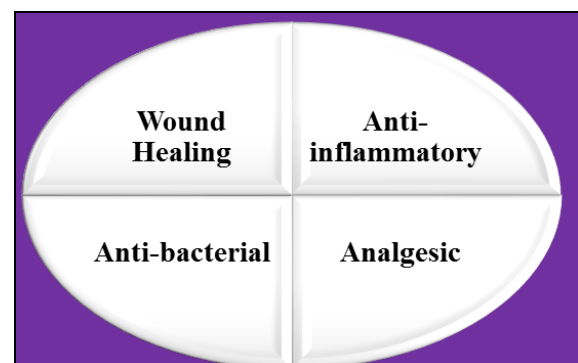 Wound
Healing
Anti-
inflammatory
Anti-bacterial
Analgesic